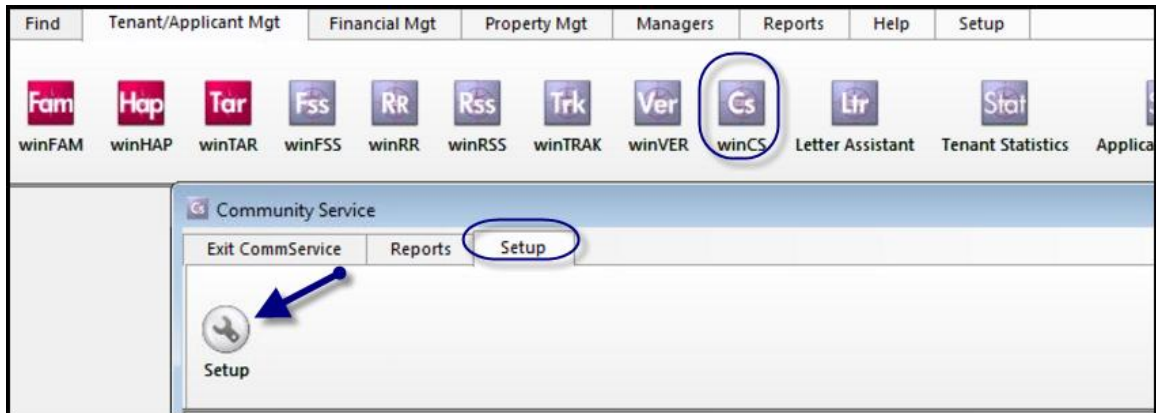 Find Tenant/Applicant Mgt Financial Mgt Property Mgt Managers Reports Help Setup
Fam Hap Tar Fss RR Rss Trk Ver Cs Ltr Stat
winFAM winHAP winTAR winFSS winRR winRSS winTRAK winVER winCS Letter Assistant Tenant Statistics Applica
Cs Community Service
Exit CommService Reports Setup
Setup